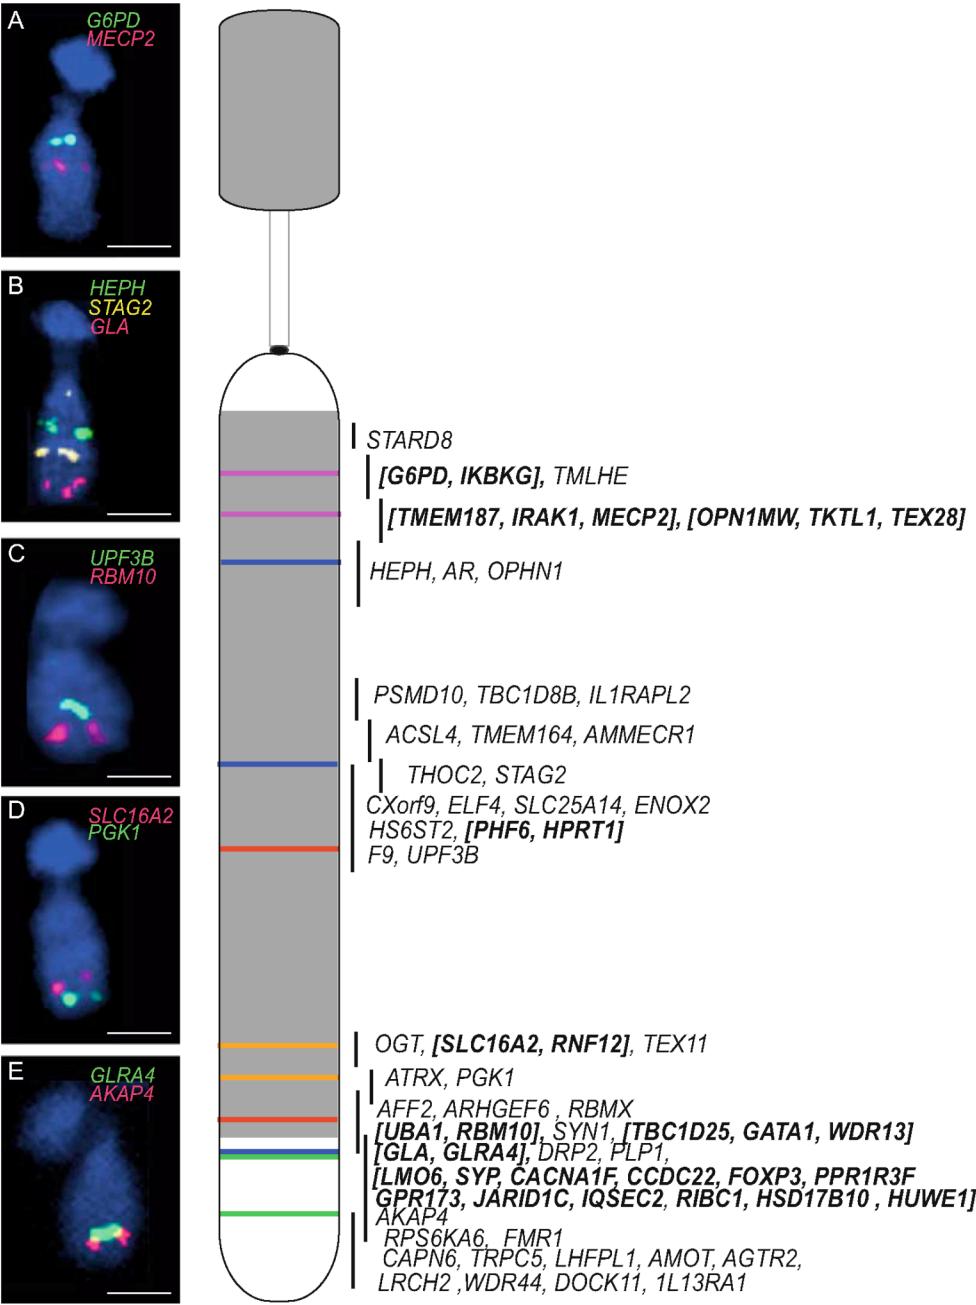 A
G6PD
MECP2
B
HEPH
STAG2
GLA
C
UPF3B
RBM10
D
SLC16A2
PGK1
E
GLRA4
AKAP4
STARD8
[G6PD, IKBKG], TMLHE
[TMEM187, IRAK1, MECP2], [OPN1MW, TKTL1, TEX28]
HEPH, AR, OPHN1
PSMD10, TBC1D8B, IL1RAPL2
ACSL4, TMEM164, AMMECR1
THOC2, STAG2
CXorf9, ELF4, SLC25A14, ENOX2
HS6ST2, [PHF6, HPRT1]
F9, UPF3B
OGT, [SLC16A2, RNF12], TEX11
ATRX, PGK1
AFF2, ARHGEF6 , RBMX
[UBA1, RBM10], SYN1, [TBC1D25, GATA1, WDR13]
[GLA, GLRA4], DRP2, PLP1,
[LMO6, SYP, CACNA1F, CCDC22, FOXP3, PPR1R3F
GPR173, JARID1C, IQSEC2, RIBC1, HSD17B10 , HUWE1]
AKAP4
RPS6KA6, FMR1
CAPN6, TRPC5, LHFPL1, AMOT, AGTR2,
LRCH2 ,WDR44, DOCK11, 1L13RA1